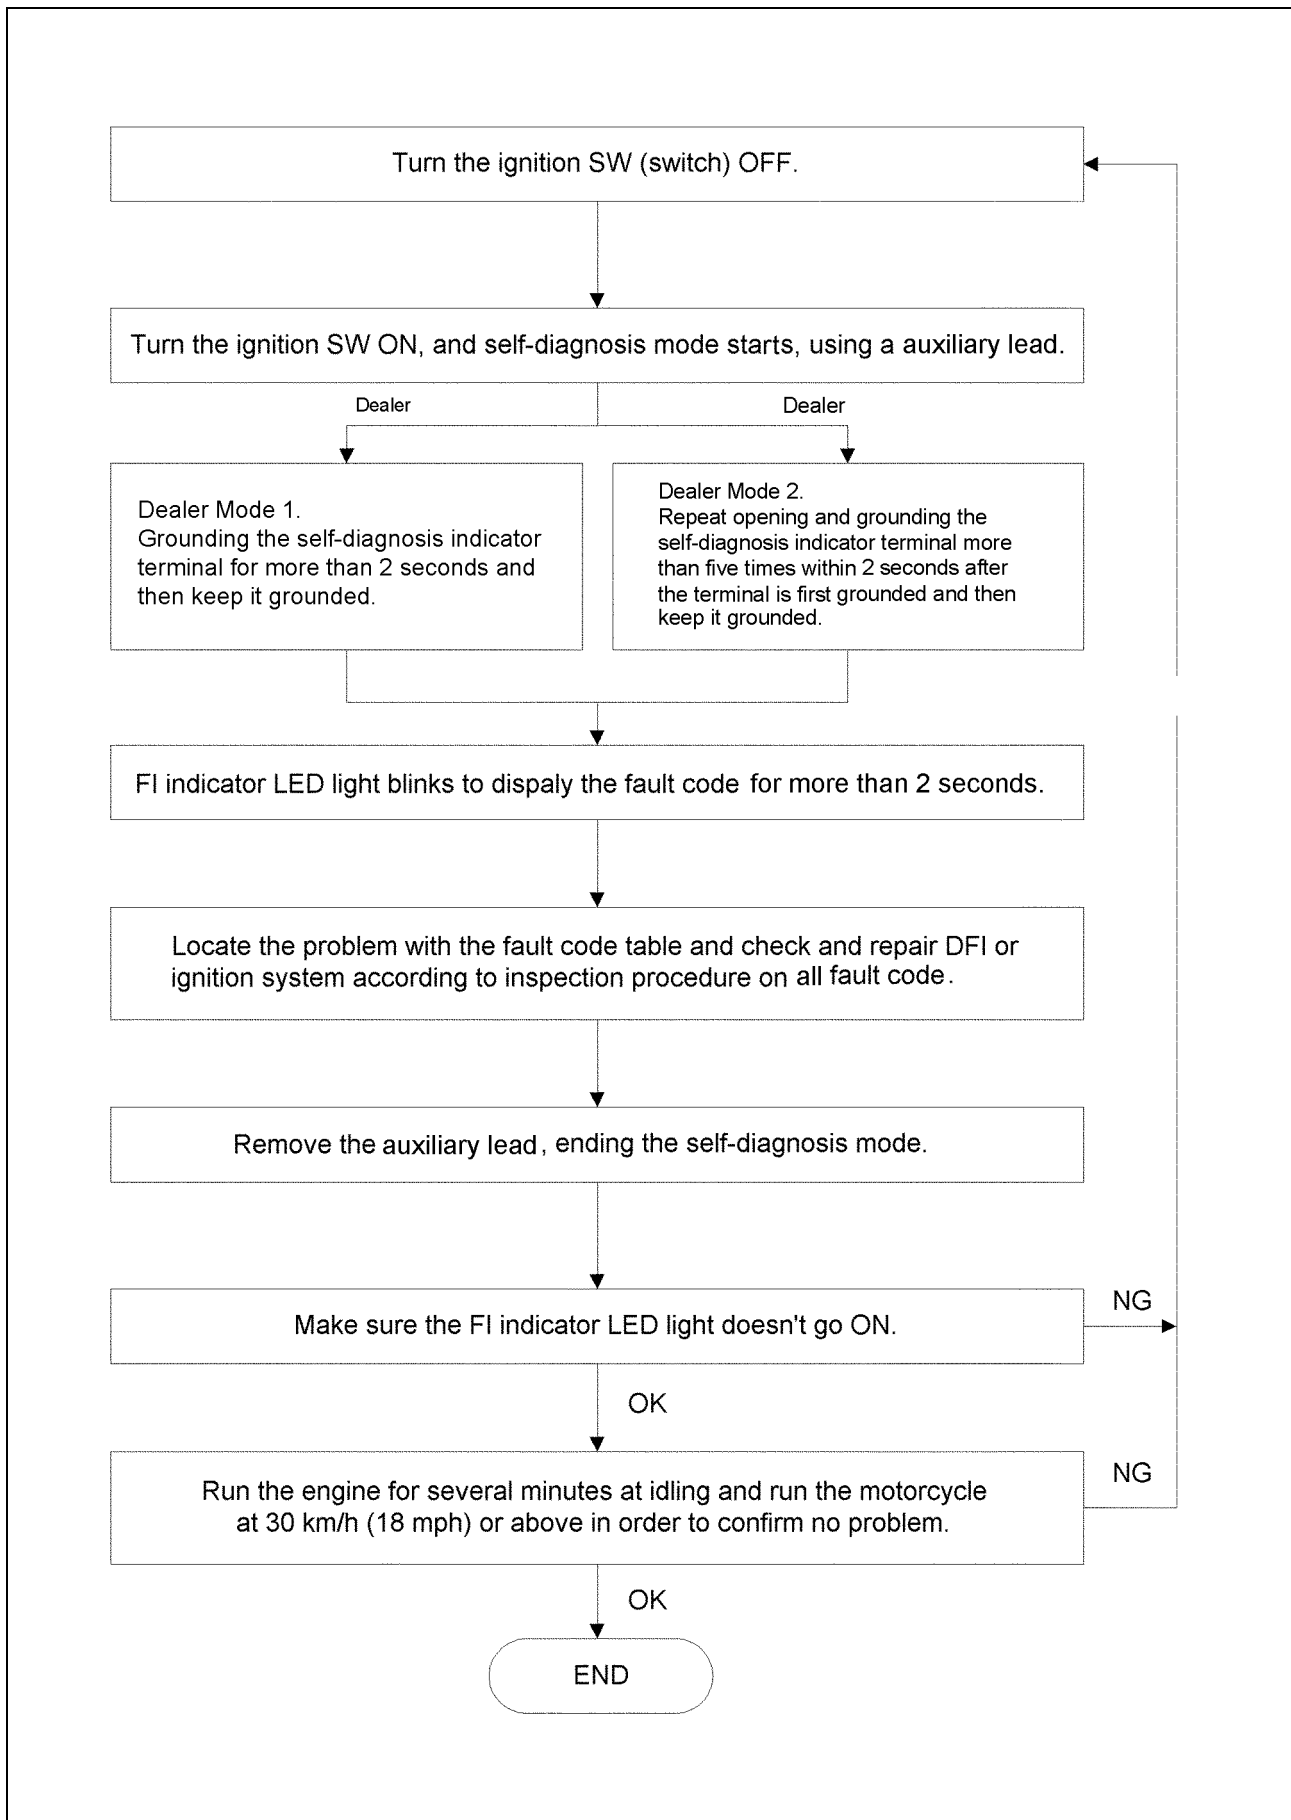 Turn the ignition SW (switch) OFF.
Turn the ignition SW ON, and self-diagnosis mode starts, using a auxiliary lead.
Dealer
Dealer
Dealer Mode 1.
Grounding the self-diagnosis indicator
terminal for more than 2 seconds and
then keep it grounded.
Dealer Mode 2.
Repeat opening and grounding the
self-diagnosis indicator terminal more
than five times within 2 seconds after
the terminal is first grounded and then
keep it grounded.
FI indicator LED light blinks to dispaly the fault code for more than 2 seconds.
Locate the problem with the fault code table and check and repair DFI or
ignition system according to inspection procedure on all fault code.
Remove the auxiliary lead, ending the self-diagnosis mode.
Make sure the FI indicator LED light doesn't go ON.
NG
OK
Run the engine for several minutes at idling and run the motorcycle
at 30 km/h (18 mph) or above in order to confirm no problem.
NG
OK
END